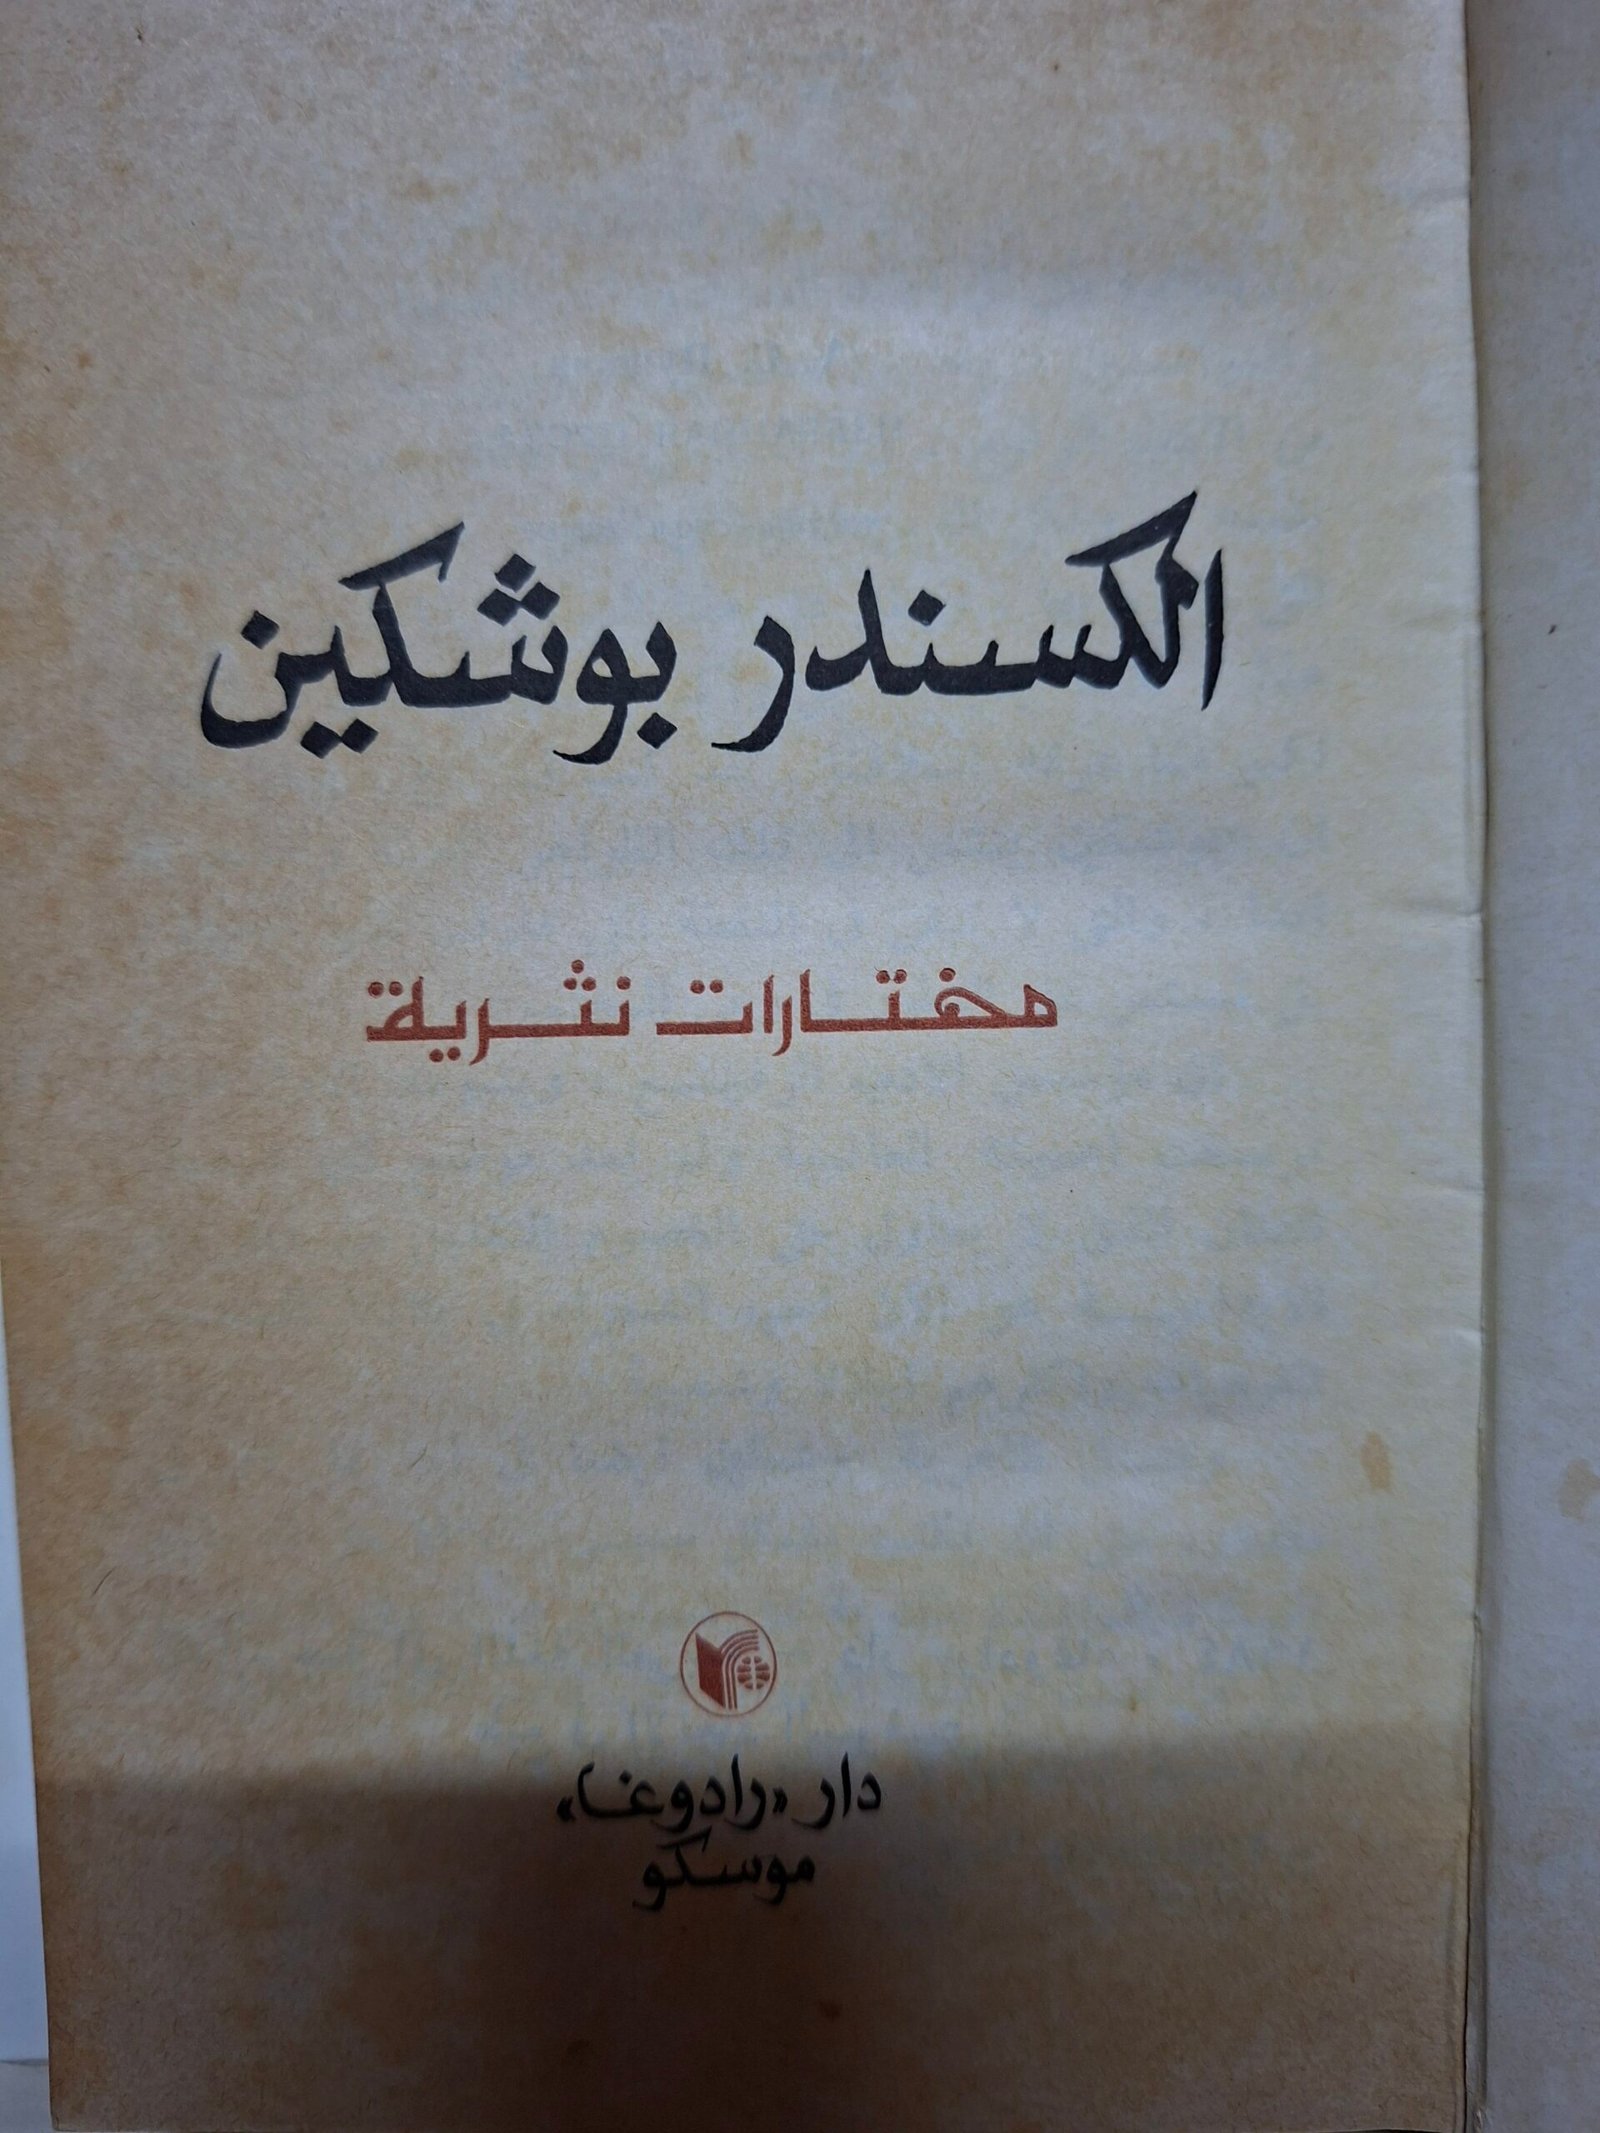 الكسندر بوشكين
مختارات نثرية
دار «رادوغا»
موسكو